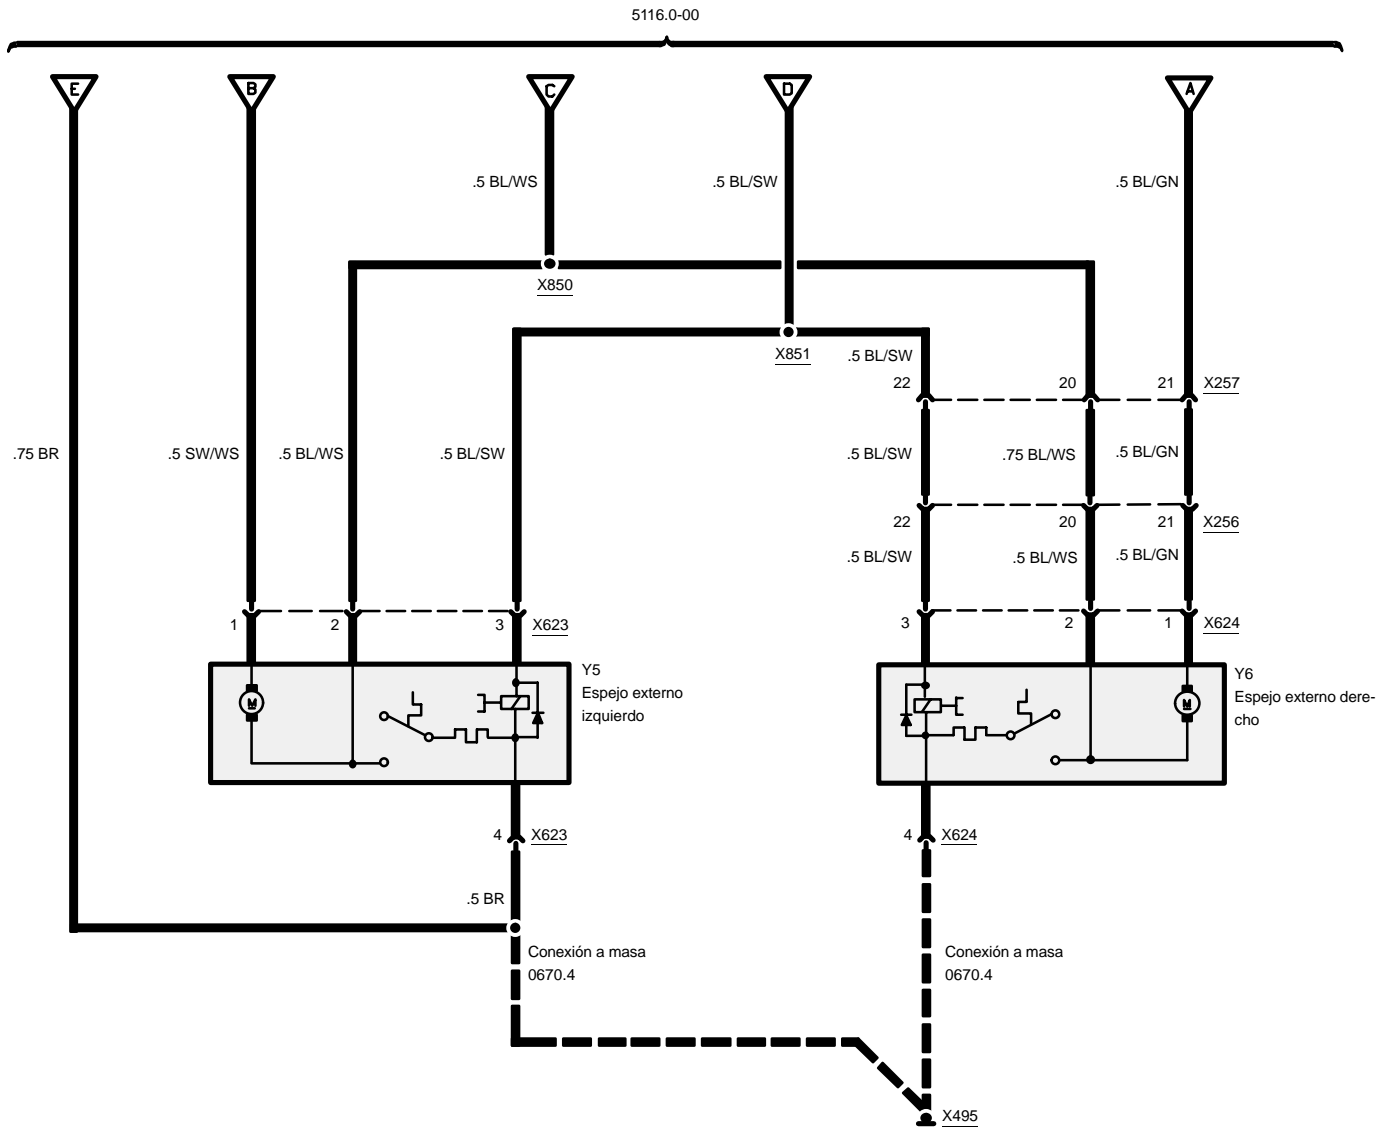 5116.0-00
E
B
C
D
A
.5 BL/WS
.5 BL/SW
.5 BL/GN
X850
X851
.5 BL/SW
22
20
21
X257
.75 BR
.5 SW/WS
.5 BL/WS
.5 BL/SW
.5 BL/SW
.75 BL/WS
.5 BL/GN
22
20
21
X256
.5 BL/SW
.5 BL/WS
.5 BL/GN
1
2
3
X623
3
2
1
X624
Y5
Espejo externo
izquierdo
M
Y6
Espejo externo dere-
cho
M
4
X623
4
X624
.5 BR
Conexión a masa
0670.4
Conexión a masa
0670.4
X495